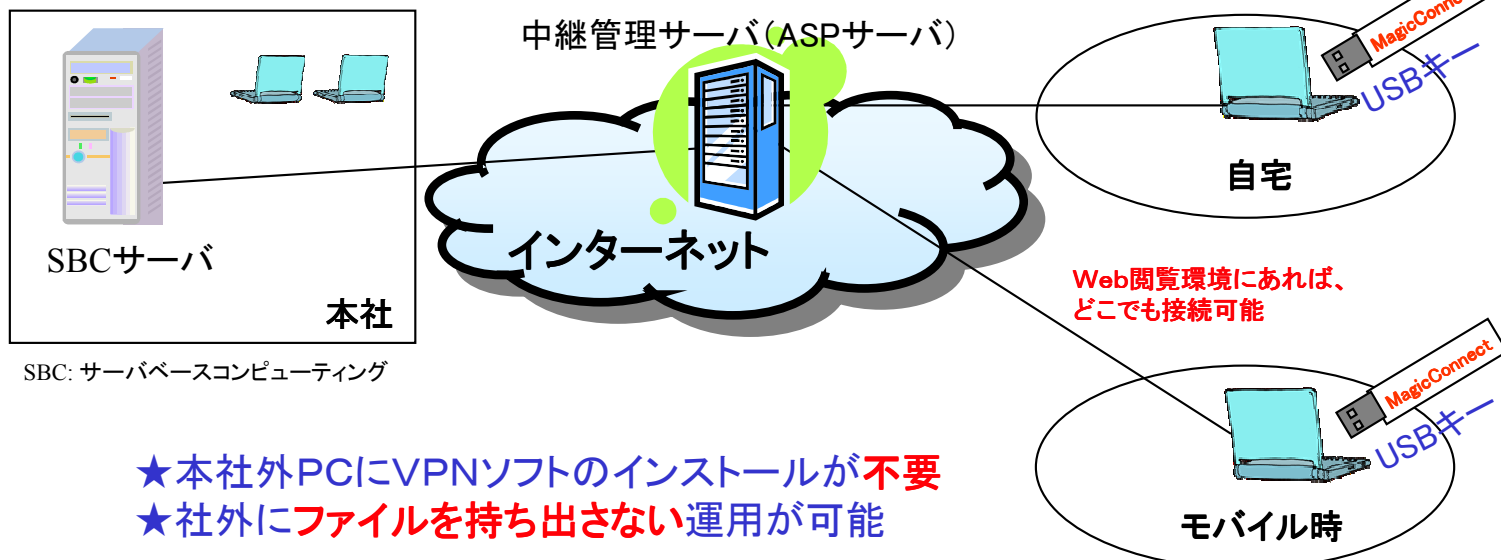 中継管理サーバ(ASPサーバ)
MagicConnect
USBキー
自宅
SBCサーバ
インターネット
本社
Web閲覧環境にあれば、
どこでも接続可能
SBC: サーバベースコンピューティング
MagicConnect
USBキー
★本社外PCにVPNソフトのインストールが不要
★社外にファイルを持ち出さない運用が可能
モバイル時